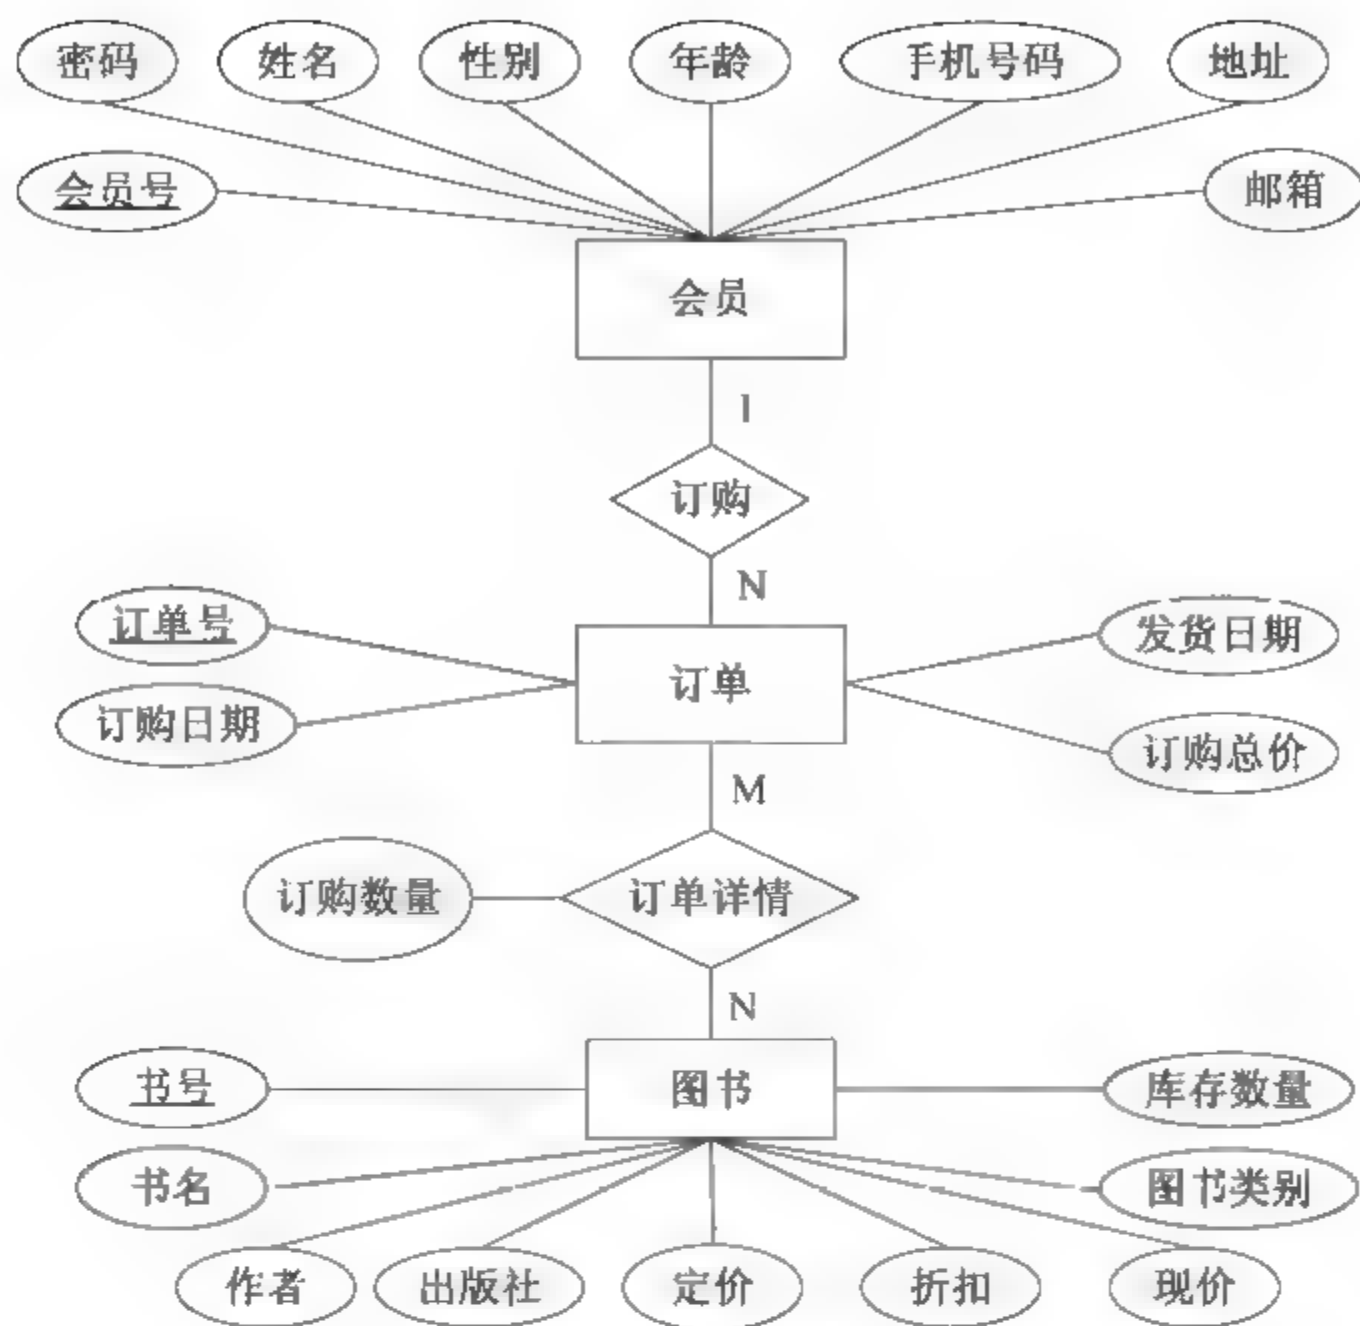 密码 姓名 性别 年龄 手机号码 地址
会员号 邮箱
会员
1
订购
N
订单号 发货日期
订单
订购日期 订购总价
M
订购数量 订单详情
N
书号 图书 库存数量
书名 图书类别
作者 出版社 定价 折扣 现价